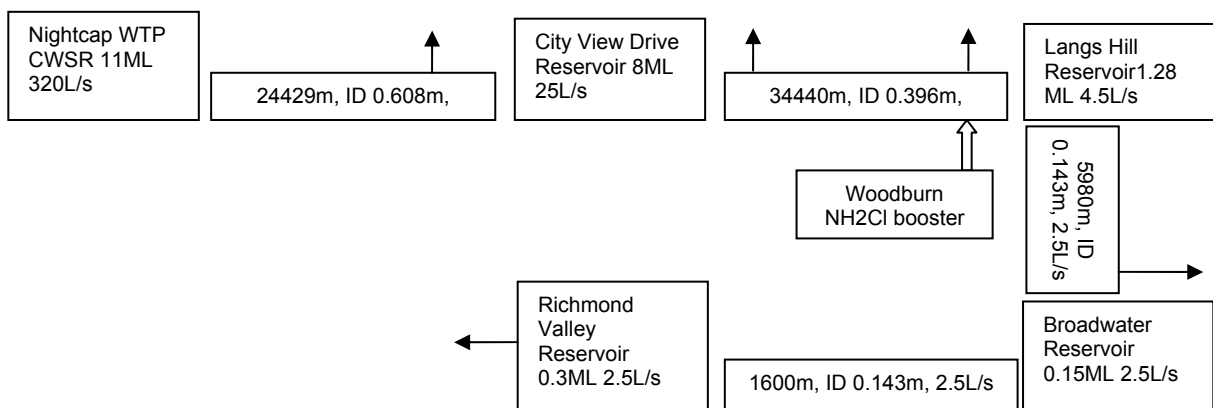 Nightcap WTP
CWSR 11ML
320L/s
24429m, ID 0.608m,
City View Drive
Reservoir 8ML
25L/s
34440m, ID 0.396m,
Langs Hill
Reservoir1.28
ML 4.5L/s
Woodburn
NH2Cl booster
5980m, ID
0.143m, 2.5L/s
Richmond
Valley
Reservoir
0.3ML 2.5L/s
1600m, ID 0.143m, 2.5L/s
Broadwater
Reservoir
0.15ML 2.5L/s